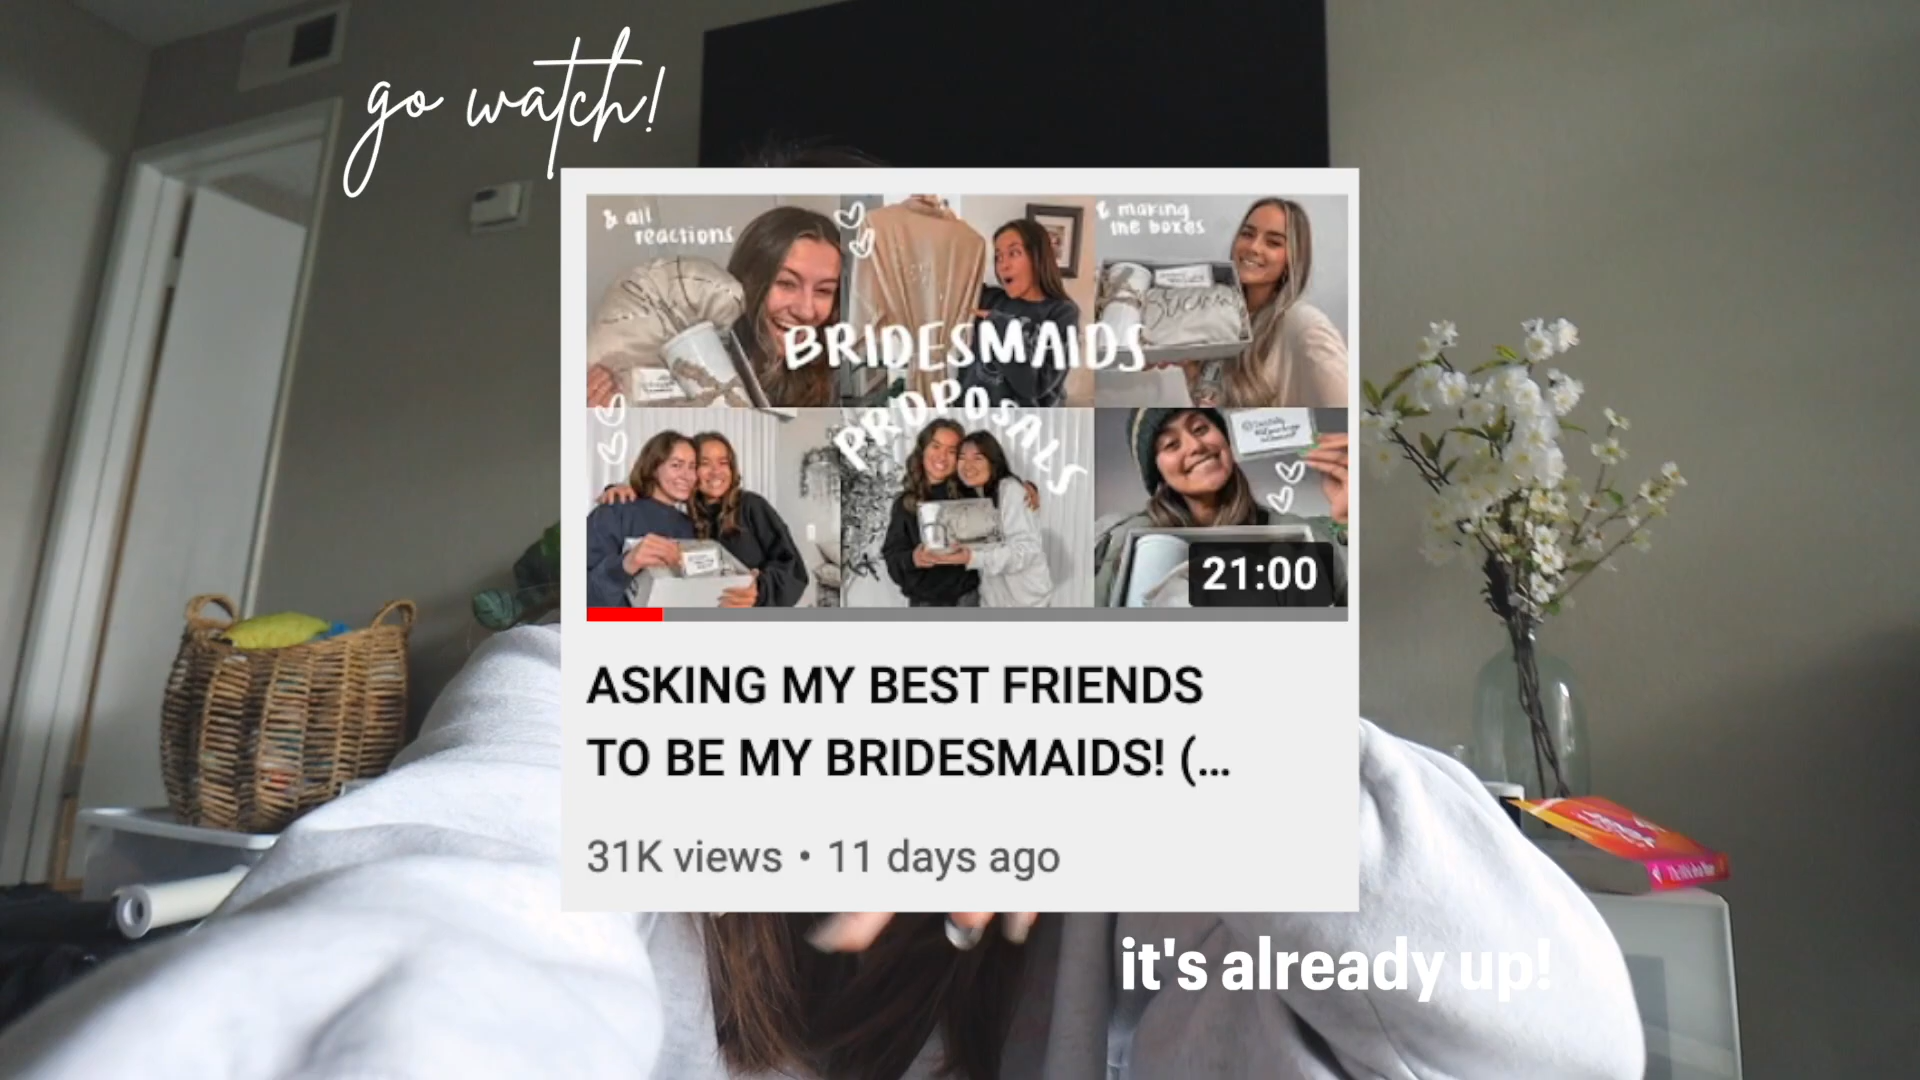 go watch!
& all
reactions
& making
the boxes
BRIDESMAIDS
PROPOSALS
21:00
ASKING MY BEST FRIENDS
TO BE MY BRIDESMAIDS! (...
31K views • 11 days ago
it's already up!